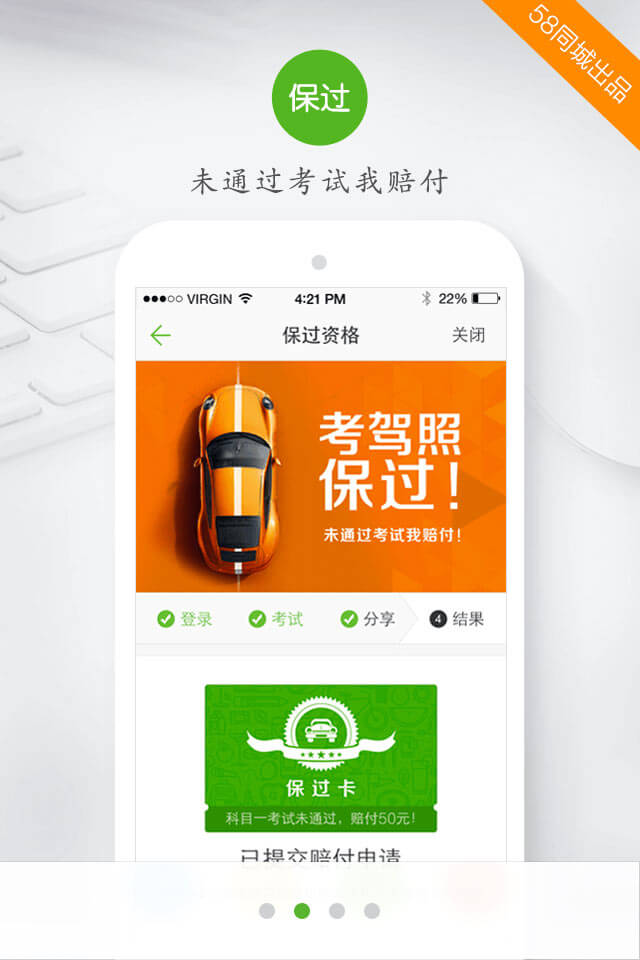 58同城出品
保过
未通过考试我赔付
VIRGIN 4:21 PM 22%
保过资格 关闭
考驾照
保过！
未通过考试我赔付！
登录 考试 分享 4 结果
保过卡
科目一考试未通过，赔付50元！
已提交赔付申请